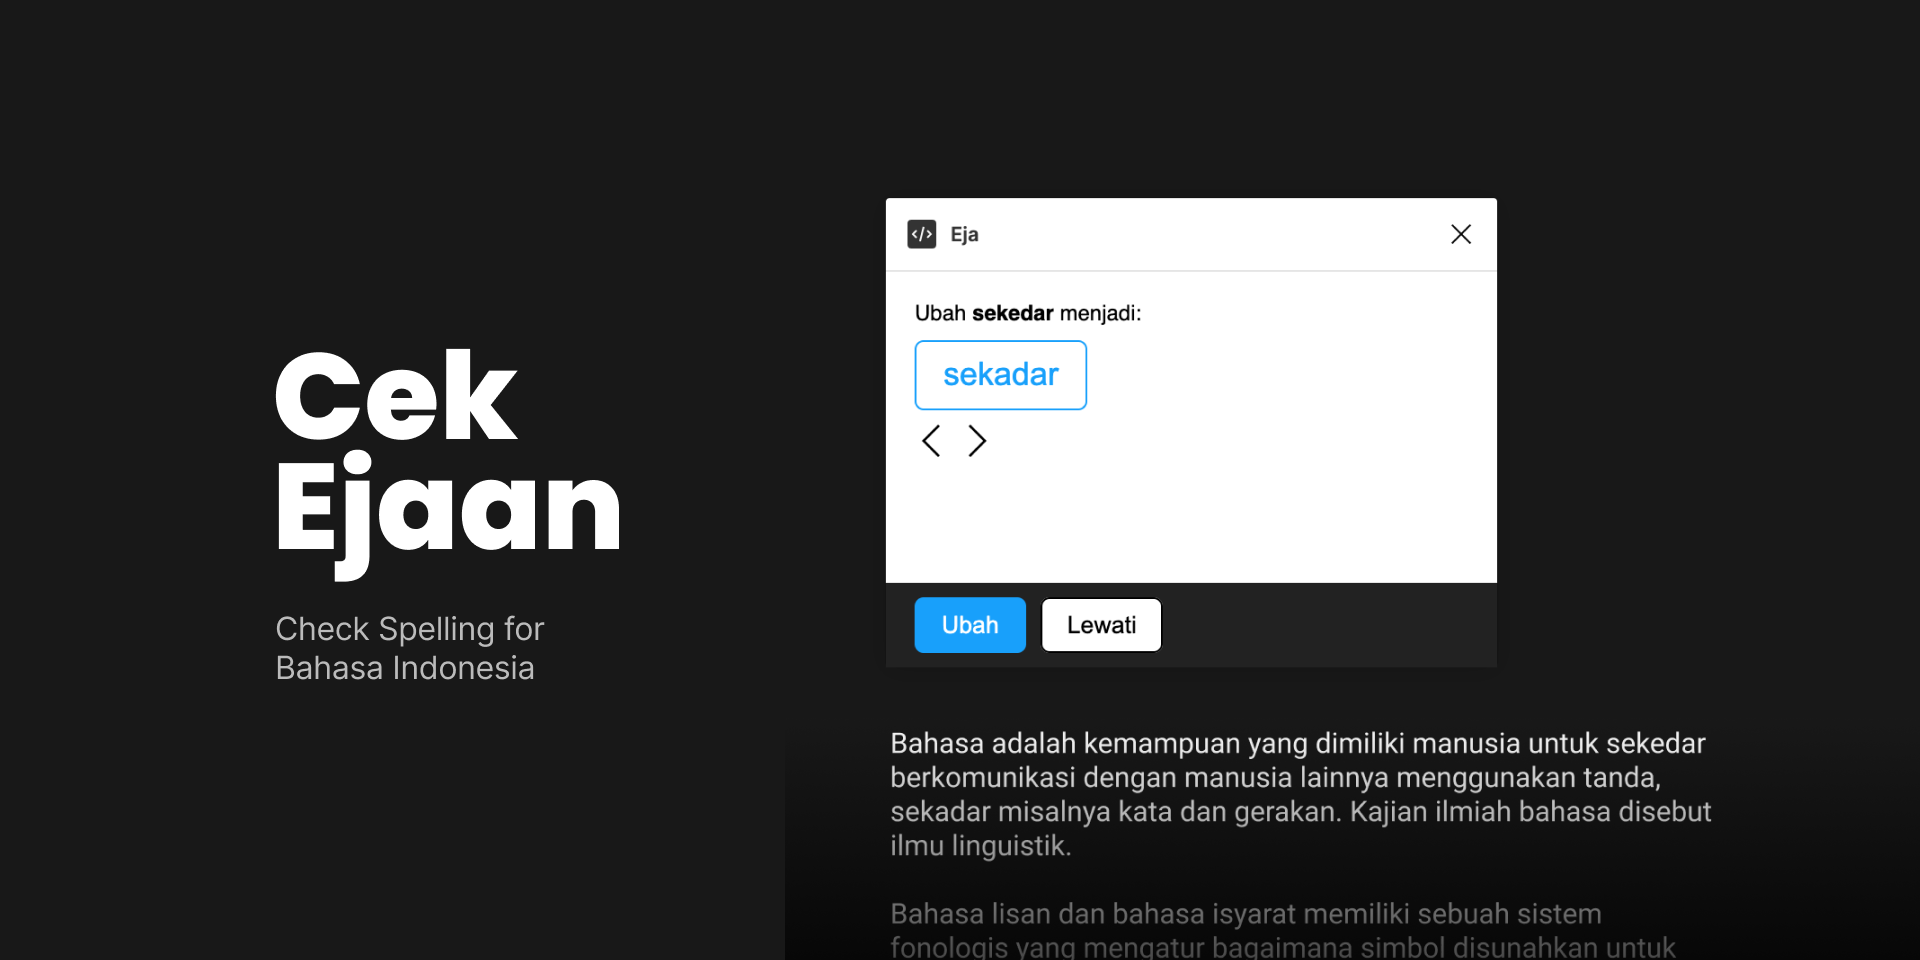 Cek
Ejaan
Check Spelling for
Bahasa Indonesia
</> Eja
Ubah sekedar menjadi:
sekadar
Ubah
Lewati
Bahasa adalah kemampuan yang dimiliki manusia untuk sekedar
berkomunikasi dengan manusia lainnya menggunakan tanda,
sekadar misalnya kata dan gerakan. Kajian ilmiah bahasa disebut
ilmu linguistik.
Bahasa lisan dan bahasa isyarat memiliki sebuah sistem
fonologis yang mengatur bagaimana simbol disunahkan untuk